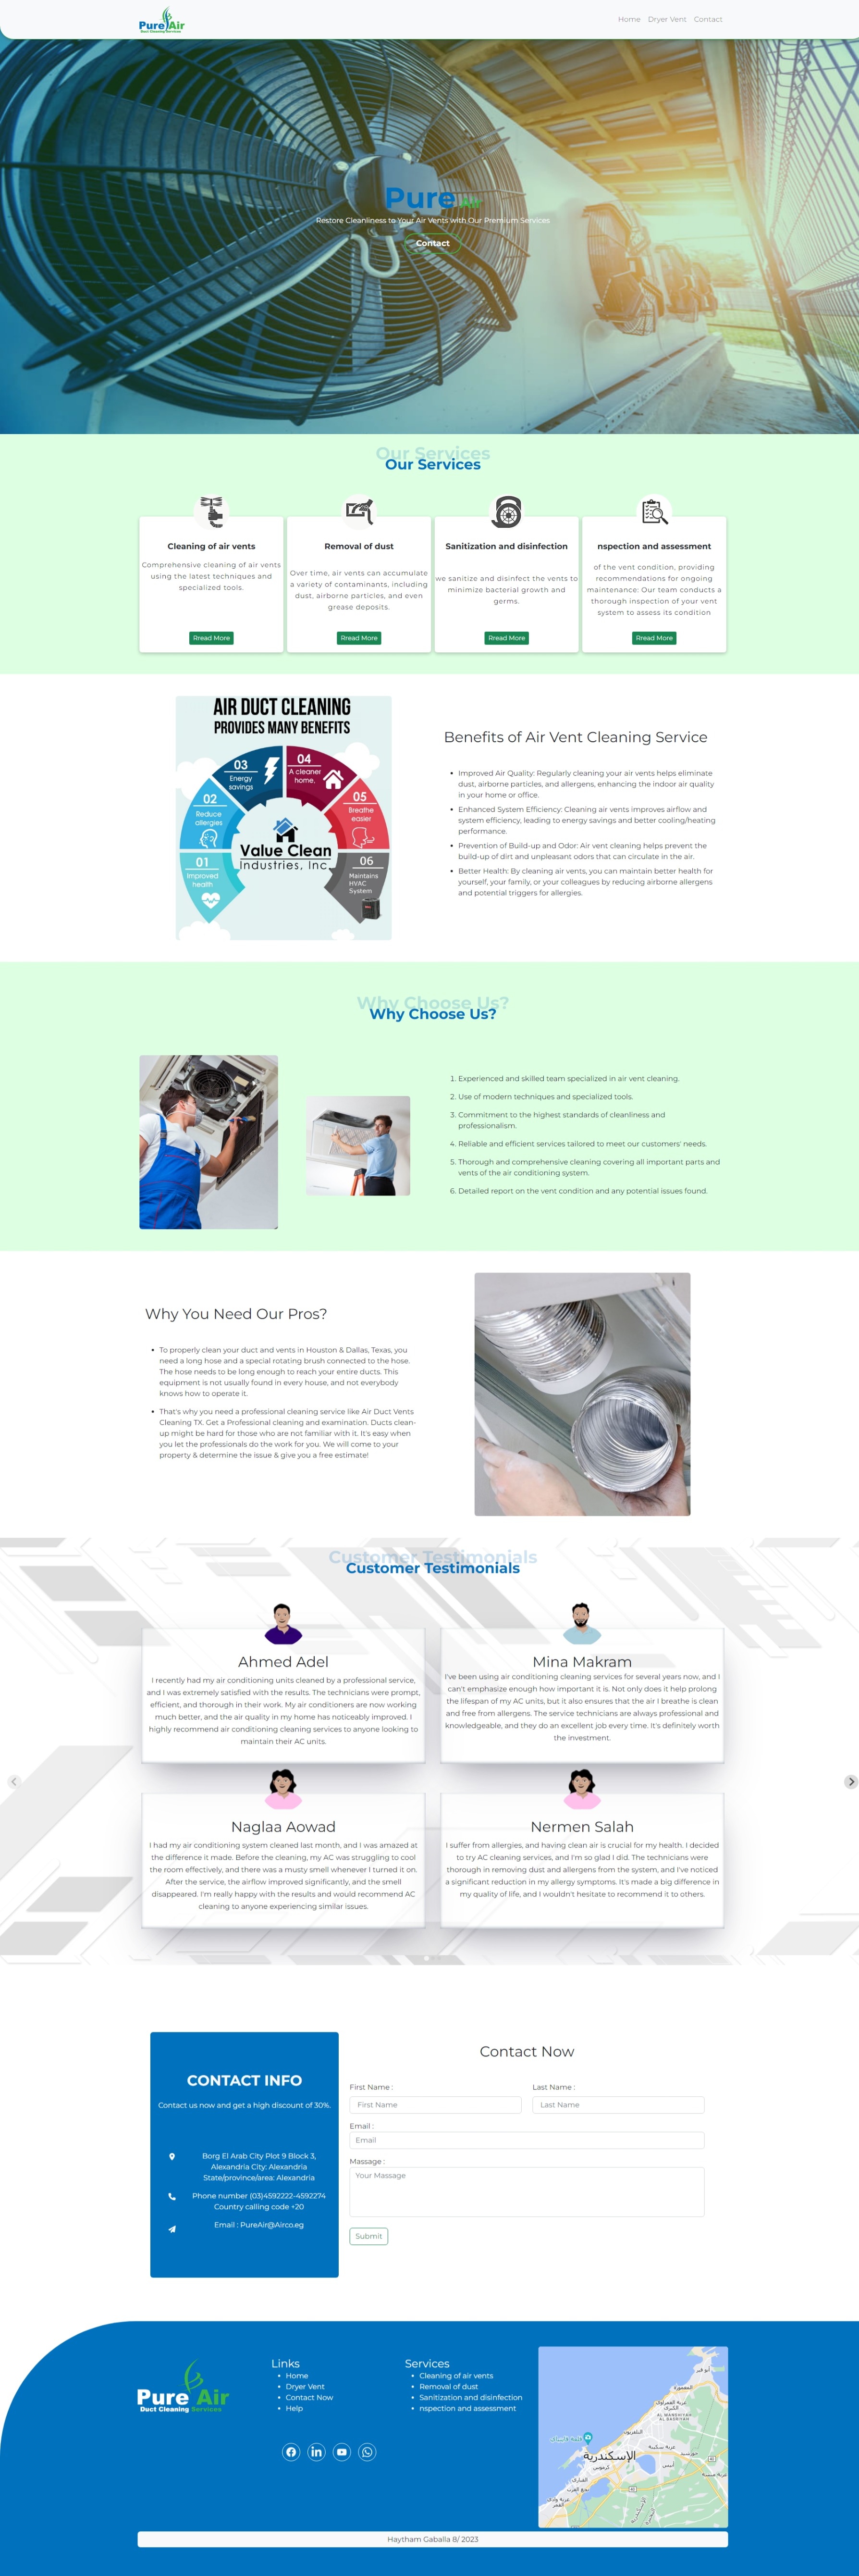 Pure Air
Duct Cleaning Services
Home Dryer Vent Contact
Pure Air
Restore Cleanliness to Your Air Vents with Our Premium Services
Contact
Our Services
Our Services
Cleaning of air vents
Comprehensive cleaning of air vents
using the latest techniques and
specialized tools.
Rread More
Removal of dust
Over time, air vents can accumulate
a variety of contaminants, including
dust, airborne particles, and even
grease deposits.
Rread More
Sanitization and disinfection
we sanitize and disinfect the vents to
minimize bacterial growth and
germs.
Rread More
nspection and assessment
of the vent condition, providing
recommendations for ongoing
maintenance: Our team conducts a
thorough inspection of your vent
system to assess its condition
Rread More
AIR DUCT CLEANING
PROVIDES MANY BENEFITS
01
Improved
health
02
Reduce
allergies
03
Energy
savings
04
A cleaner
home.
05
Breathe
easier
06
Maintains
HVAC
System
Value Clean
Industries, Inc
Benefits of Air Vent Cleaning Service
Improved Air Quality: Regularly cleaning your air vents helps eliminate
dust, airborne particles, and allergens, enhancing the indoor air quality
in your home or office.
Enhanced System Efficiency: Cleaning air vents improves airflow and
system efficiency, leading to energy savings and better cooling/heating
performance.
Prevention of Build-up and Odor: Air vent cleaning helps prevent the
build-up of dirt and unpleasant odors that can circulate in the air.
Better Health: By cleaning air vents, you can maintain better health for
yourself, your family, or your colleagues by reducing airborne allergens
and potential triggers for allergies.
Why Choose Us?
Why Choose Us?
1. Experienced and skilled team specialized in air vent cleaning.
2. Use of modern techniques and specialized tools.
3. Commitment to the highest standards of cleanliness and
professionalism.
4. Reliable and efficient services tailored to meet our customers' needs.
5. Thorough and comprehensive cleaning covering all important parts and
vents of the air conditioning system.
6. Detailed report on the vent condition and any potential issues found.
Why You Need Our Pros?
To properly clean your duct and vents in Houston & Dallas, Texas, you
need a long hose and a special rotating brush connected to the hose.
The hose needs to be long enough to reach your entire ducts. This
equipment is not usually found in every house, and not everybody
knows how to operate it.
That's why you need a professional cleaning service like Air Duct Vents
Cleaning TX. Get a Professional cleaning and examination. Ducts clean-
up might be hard for those who are not familiar with it. It's easy when
you let the professionals do the work for you. We will come to your
property & determine the issue & give you a free estimate!
Customer Testimonials
Customer Testimonials
Ahmed Adel
I recently had my air conditioning units cleaned by a professional service,
and I was extremely satisfied with the results. The technicians were prompt,
efficient, and thorough in their work. My air conditioners are now working
much better, and the air quality in my home has noticeably improved. I
highly recommend air conditioning cleaning services to anyone looking to
maintain their AC units.
Mina Makram
I've been using air conditioning cleaning services for several years now, and I
can't emphasize enough how important it is. Not only does it help prolong
the lifespan of my AC units, but it also ensures that the air I breathe is clean
and free from allergens. The service technicians are always professional and
knowledgeable, and they do an excellent job every time. It's definitely worth
the investment.
Naglaa Aowad
I had my air conditioning system cleaned last month, and I was amazed at
the difference it made. Before the cleaning, my AC was struggling to cool
the room effectively, and there was a musty smell whenever I turned it on.
After the service, the airflow improved significantly, and the smell
disappeared. I'm really happy with the results and would recommend AC
cleaning to anyone experiencing similar issues.
Nermen Salah
I suffer from allergies, and having clean air is crucial for my health. I decided
to try AC cleaning services, and I'm so glad I did. The technicians were
thorough in removing dust and allergens from the system, and I've noticed
a significant reduction in my allergy symptoms. It's made a big difference in
my quality of life, and I wouldn't hesitate to recommend it to others.
CONTACT INFO
Contact us now and get a high discount of 30%.
Borg El Arab City Plot 9 Block 3,
Alexandria City: Alexandria
State/province/area: Alexandria
Phone number (03)4592222-4592274
Country calling code +20
Email : PureAir@Airco.eg
Contact Now
First Name :
Last Name :
First Name
Last Name
Email :
Email
Massage :
Your Massage
Submit
Pure Air
Duct Cleaning Services
Links
Home
Dryer Vent
Contact Now
Help
Services
Cleaning of air vents
Removal of dust
Sanitization and disinfection
nspection and assessment
أبو قير
المعمورة
AL MANDHIYAH
AL BAHRIYAH
الإسكندرية
Haytham Gaballa 8/ 2023